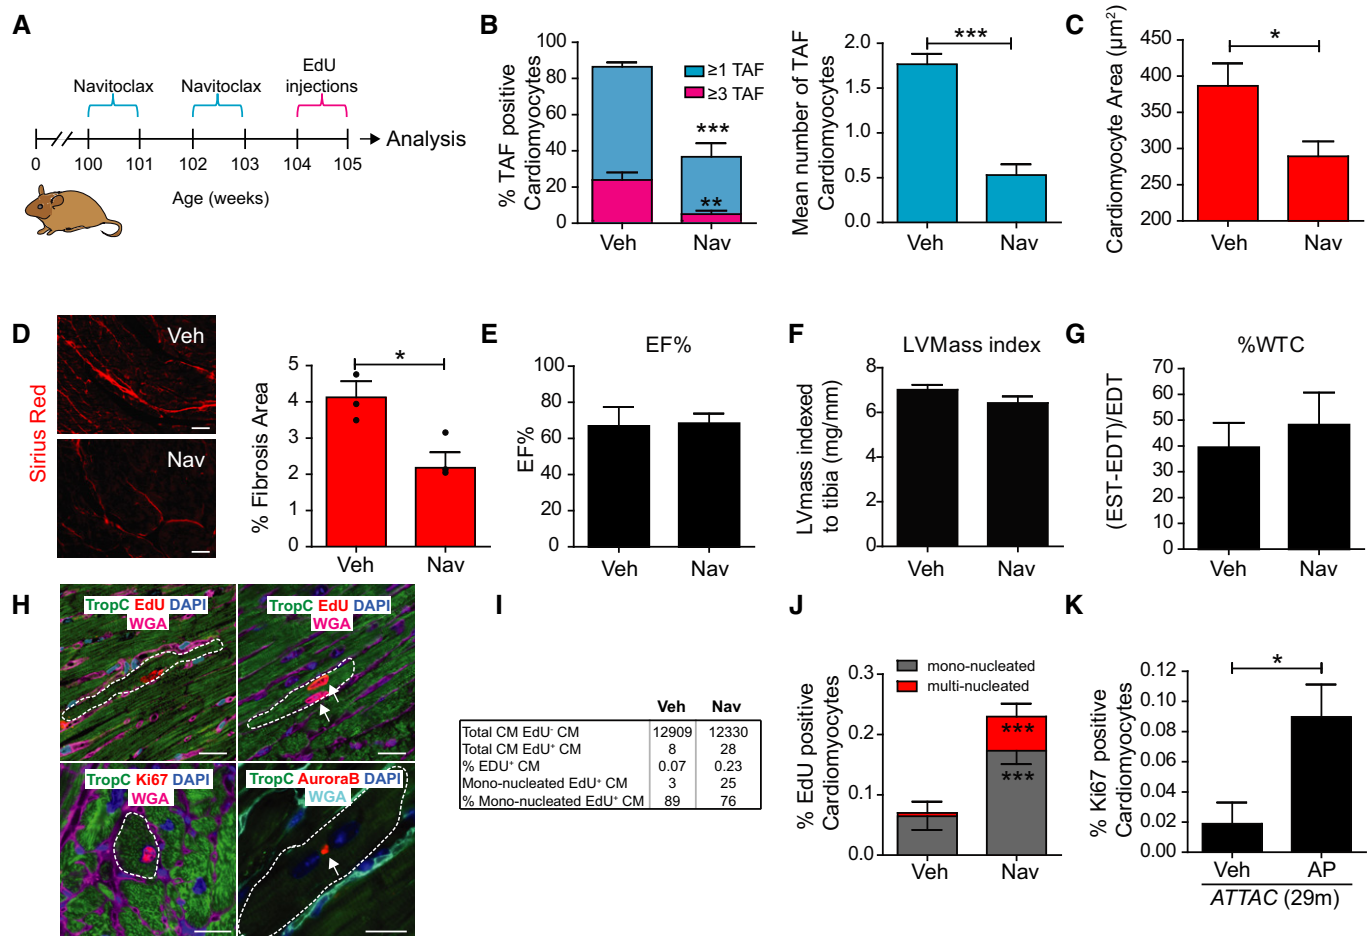 A
Navitoclax
Navitoclax
EdU
injections
Analysis
0
100
101
102
103
104
105
Age (weeks)
B
% TAF positive
Cardiomyocytes
100
80
60
40
20
0
≥1 TAF
≥3 TAF
***
**
Veh
Nav
Mean number of TAF
Cardiomyocytes
2.0
1.5
1.0
0.5
0.0
***
Veh
Nav
C
Cardiomyocyte Area (µm²)
450
400
350
300
250
200
*
Veh
Nav
D
Sirius Red
Veh
Nav
% Fibrosis Area
5
4
3
2
1
0
*
Veh
Nav
E
EF%
EF%
100
80
60
40
20
0
Veh
Nav
F
LVMass index
LVmass indexed
to tibia (mg/mm)
8
6
4
2
0
Veh
Nav
G
%WTC
(EST-EDT)/EDT
70
60
50
40
30
20
10
0
Veh
Nav
H
TropC EdU DAPI
WGA
TropC EdU DAPI
WGA
TropC Ki67 DAPI
WGA
TropC AuroraB DAPI
WGA
I
Veh Nav
Total CM EdU⁻ CM 12909 12330
Total CM EdU⁺ CM 8 28
% EDU⁺ CM 0.07 0.23
Mono-nucleated EdU⁺ CM 3 25
% Mono-nucleated EdU⁺ CM 89 76
J
% EdU positive
Cardiomyocytes
0.3
0.2
0.1
0.0
mono-nucleated
multi-nucleated
***
***
Veh
Nav
K
% Ki67 positive
Cardiomyocytes
0.12
0.10
0.08
0.06
0.04
0.02
0.00
*
Veh
AP
ATTAC (29m)